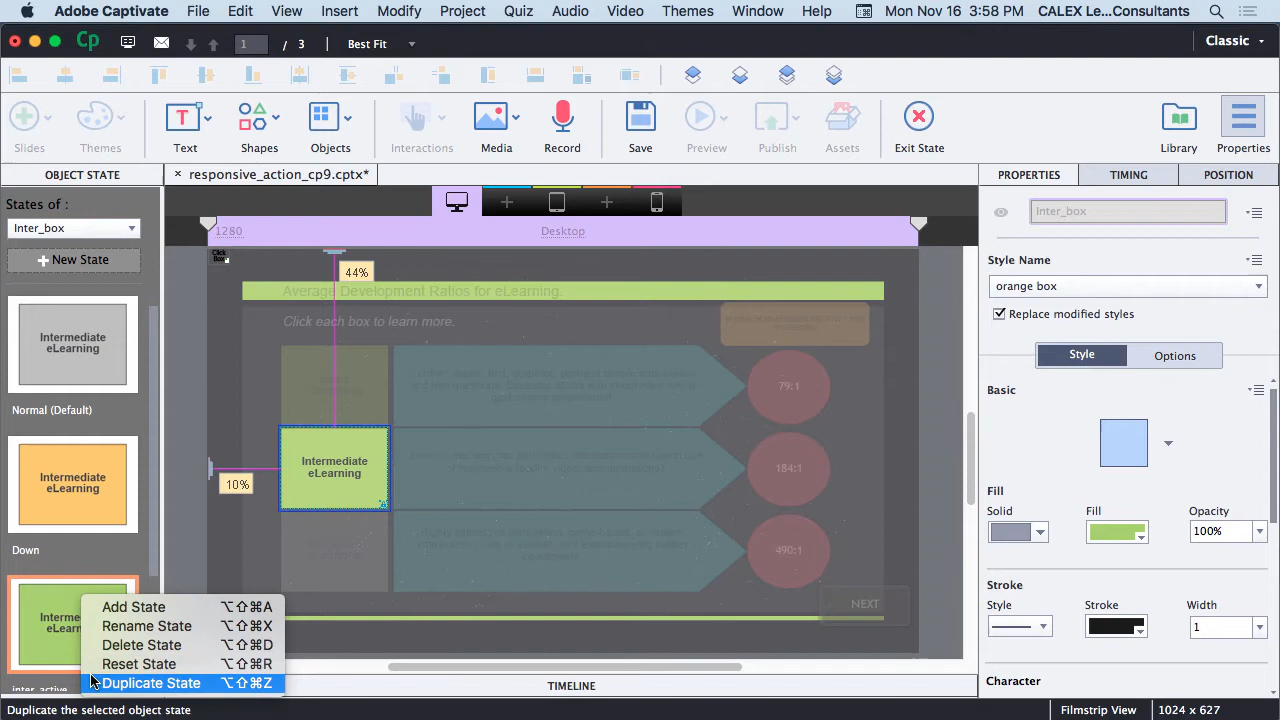 Adobe Captivate File Edit View Insert Modify Project Quiz Audio Video Themes Window Help Mon Nov 16 3:58 PM CALEX Le...Consultants
Cp 1 / 3 Best Fit Classic
Slides Themes Text Shapes Objects Interactions Media Record Save Preview Publish Assets Exit State Library Properties
OBJECT STATE × responsive_action_cp9.cptx* PROPERTIES TIMING POSITION
States of :
Inter_box
New State
Intermediate
eLearning
Normal (Default)
Intermediate
eLearning
Down
Interme
eLearn
inter_active
Add State ⌥⇧⌘A
Rename State ⌥⇧⌘X
Delete State ⌥⇧⌘D
Reset State ⌥⇧⌘R
Duplicate State ⌥⇧⌘Z
1280 Desktop
Click
Box
44%
Average Development Ratios for eLearning.
Click each box to learn more.
79:1
Intermediate
eLearning
184:1
10%
490:1
NEXT
TIMELINE
Inter_box
Style Name
orange box
Replace modified styles
Style Options
Basic
Fill
Solid Fill Opacity
100%
Stroke
Style Stroke Width
1
Character
Duplicate the selected object state Filmstrip View 1024 x 627